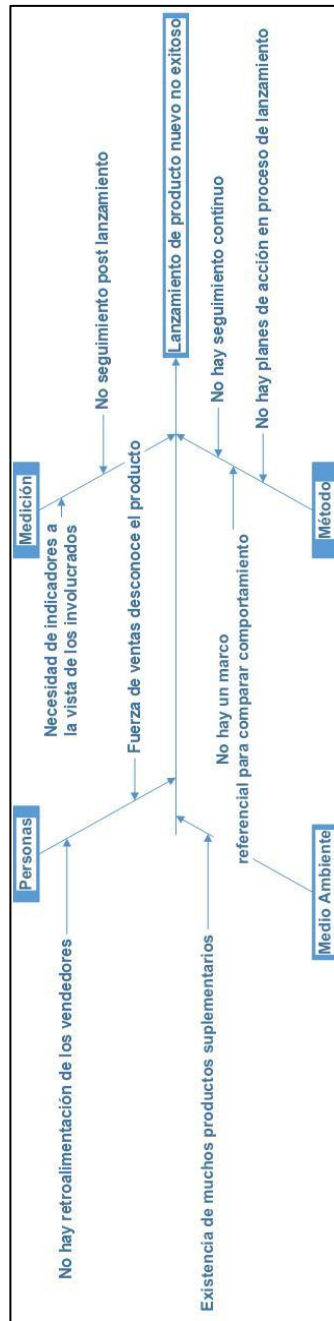 Personas
Medición
No hay retroalimentación de los vendedores
Fuerza de ventas desconoce el producto
Necesidad de indicadores a
la vista de los involucrados
No seguimiento post lanzamiento
Lanzamiento de producto nuevo no exitoso
Existencia de muchos productos suplementarios
No hay un marco
referencial para comparar comportamiento
No hay seguimiento continuo
No hay planes de acción en proceso de lanzamiento
Medio Ambiente
Método